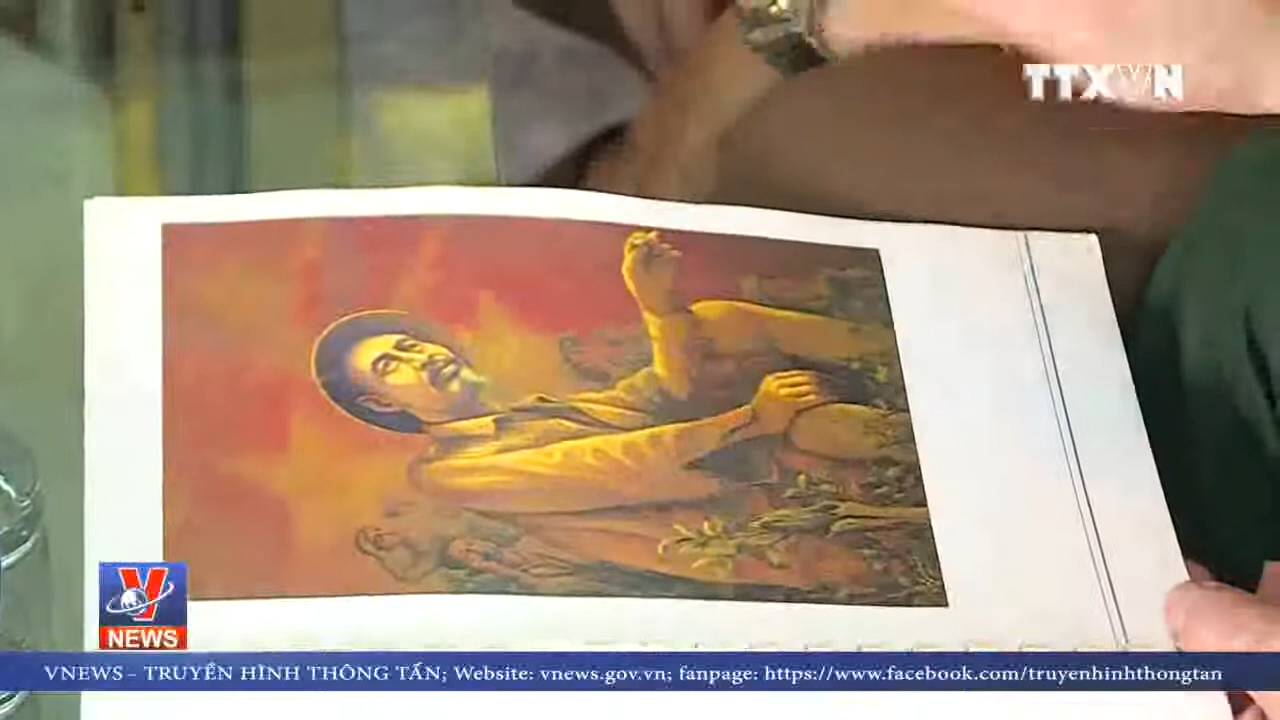 TTXVN
V
NEWS
VNEWS – TRUYỀN HÌNH THÔNG TẤN; Website: vnews.gov.vn; fanpage: https://www.facebook.com/truyenhinhthongtan